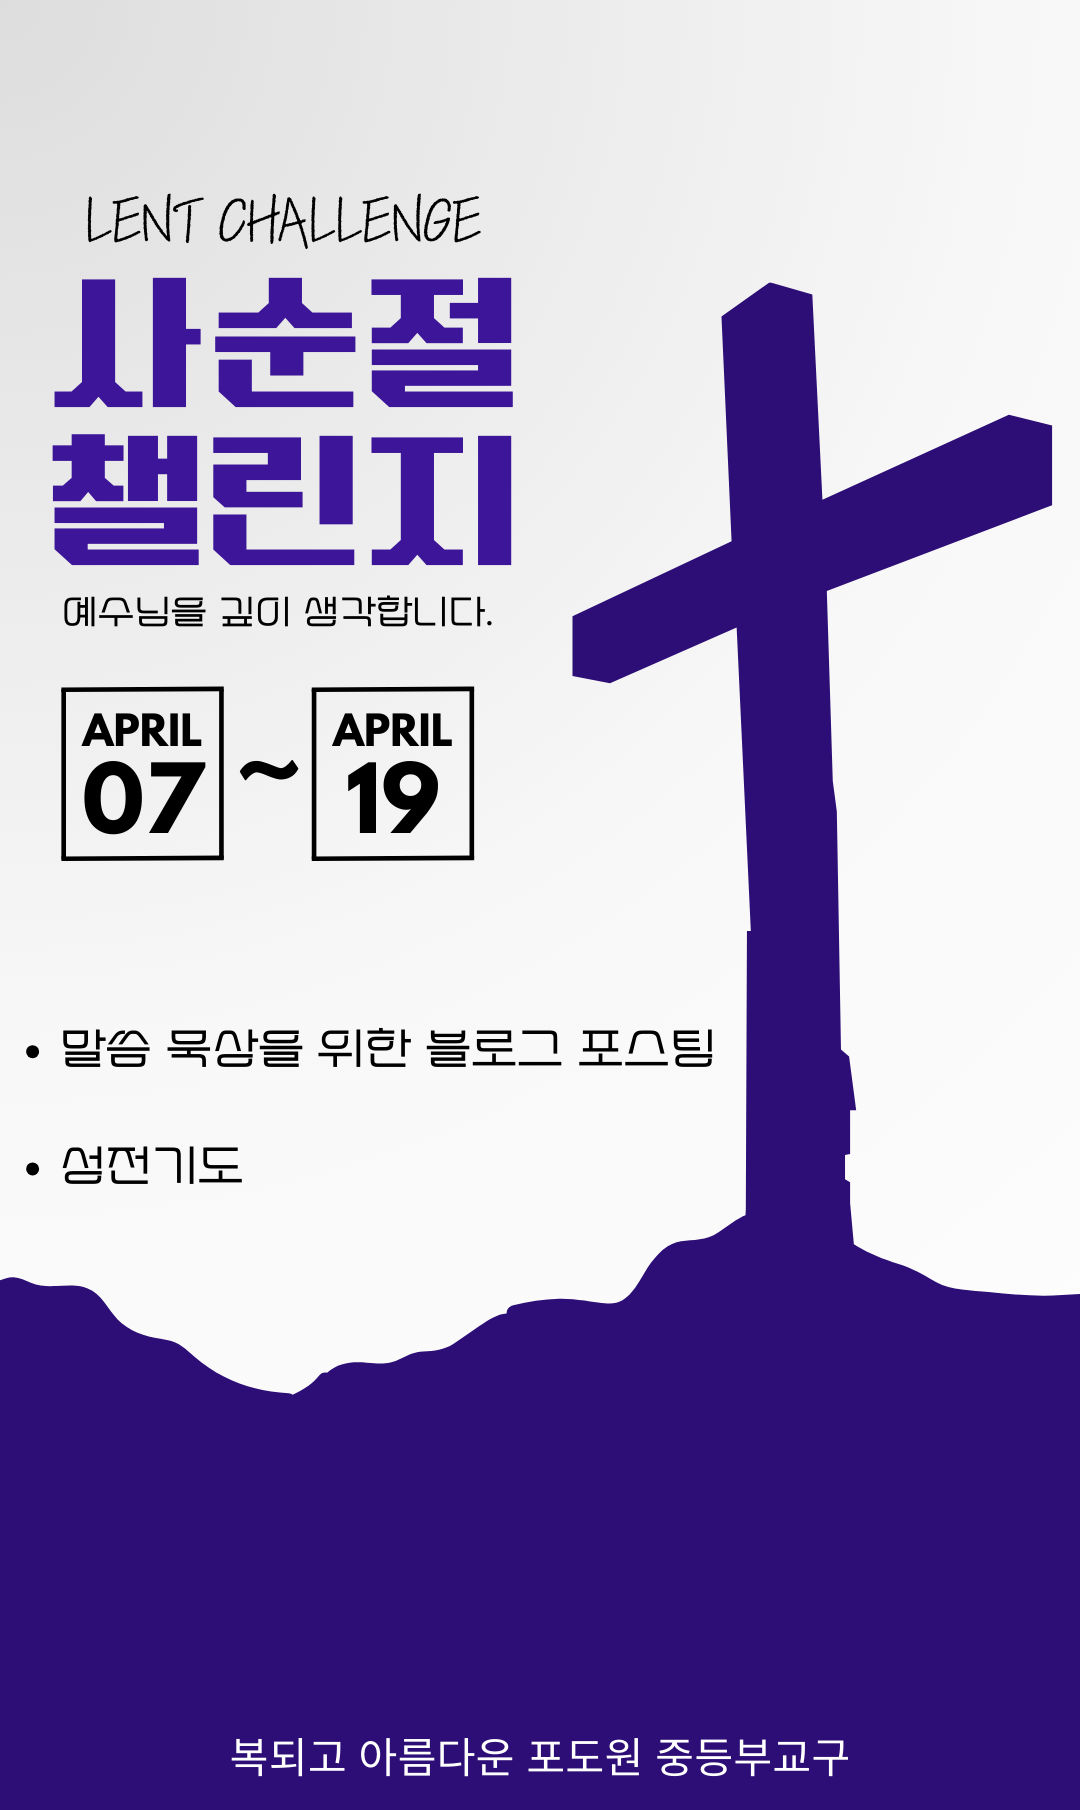 LENT CHALLENGE
사순절
챌린지
예수님을 깊이 생각합니다.
APRIL
07
~
APRIL
19
• 말씀 묵상을 위한 블로그 포스팅
• 성전기도
복되고 아름다운 포도원 중등부교구